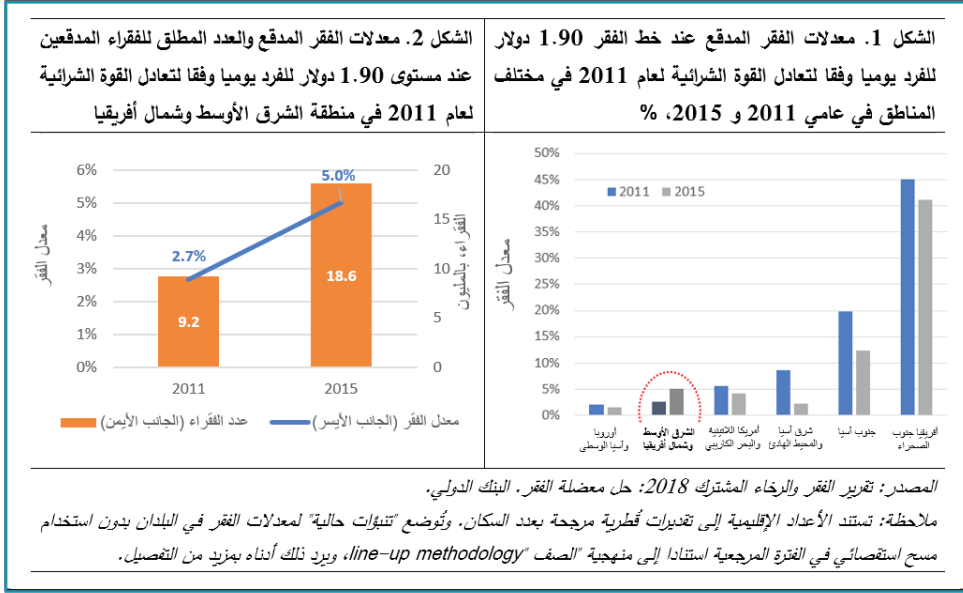 الشكل 1. معدلات الفقر المدقع عند خط الفقر 1.90 دولار
للفرد يوميا وفقا لتعادل القوة الشرائية لعام 2011 في مختلف
المناطق في عامي 2011 و 2015، %
50%
45%
40%
35%
30%
25%
20%
15%
10%
5%
0%
معدل الفقر
2011
2015
أوروبا
وآسيا الوسطى
الشرق الأوسط
وشمال أفريقيا
أمريكا اللاتينية
والبحر الكاريبي
شرق آسيا
والمحيط الهادئ
جنوب آسيا
أفريقيا جنوب
الصحراء
الشكل 2. معدلات الفقر المدقع والعدد المطلق للفقراء المدقعين
عند مستوى 1.90 دولار للفرد يوميا وفقا لتعادل القوة الشرائية
لعام 2011 في منطقة الشرق الأوسط وشمال أفريقيا
6%
5%
4%
3%
2%
1%
0%
معدل الفقر
20
15
10
5
0
الفقراء، بالمليون
2.7%
5.0%
9.2
18.6
2011
2015
معدل الفقر (الجانب الأيسر)
عدد الفقراء (الجانب الأيمن)
المصدر: تقرير الفقر والرخاء المشترك 2018: حل معضلة الفقر. البنك الدولي.
ملاحظة: تستند الأعداد الإقليمية إلى تقديرات قُطرية مرجحة بعدد السكان. وتُوضع "تنبؤات حالية" لمعدلات الفقر في البلدان بدون استخدام
مسح استقصائي في الفترة المرجعية استنادا إلى منهجية "الصف "line-up methodology، ويرد ذلك أدناه بمزيد من التفصيل.